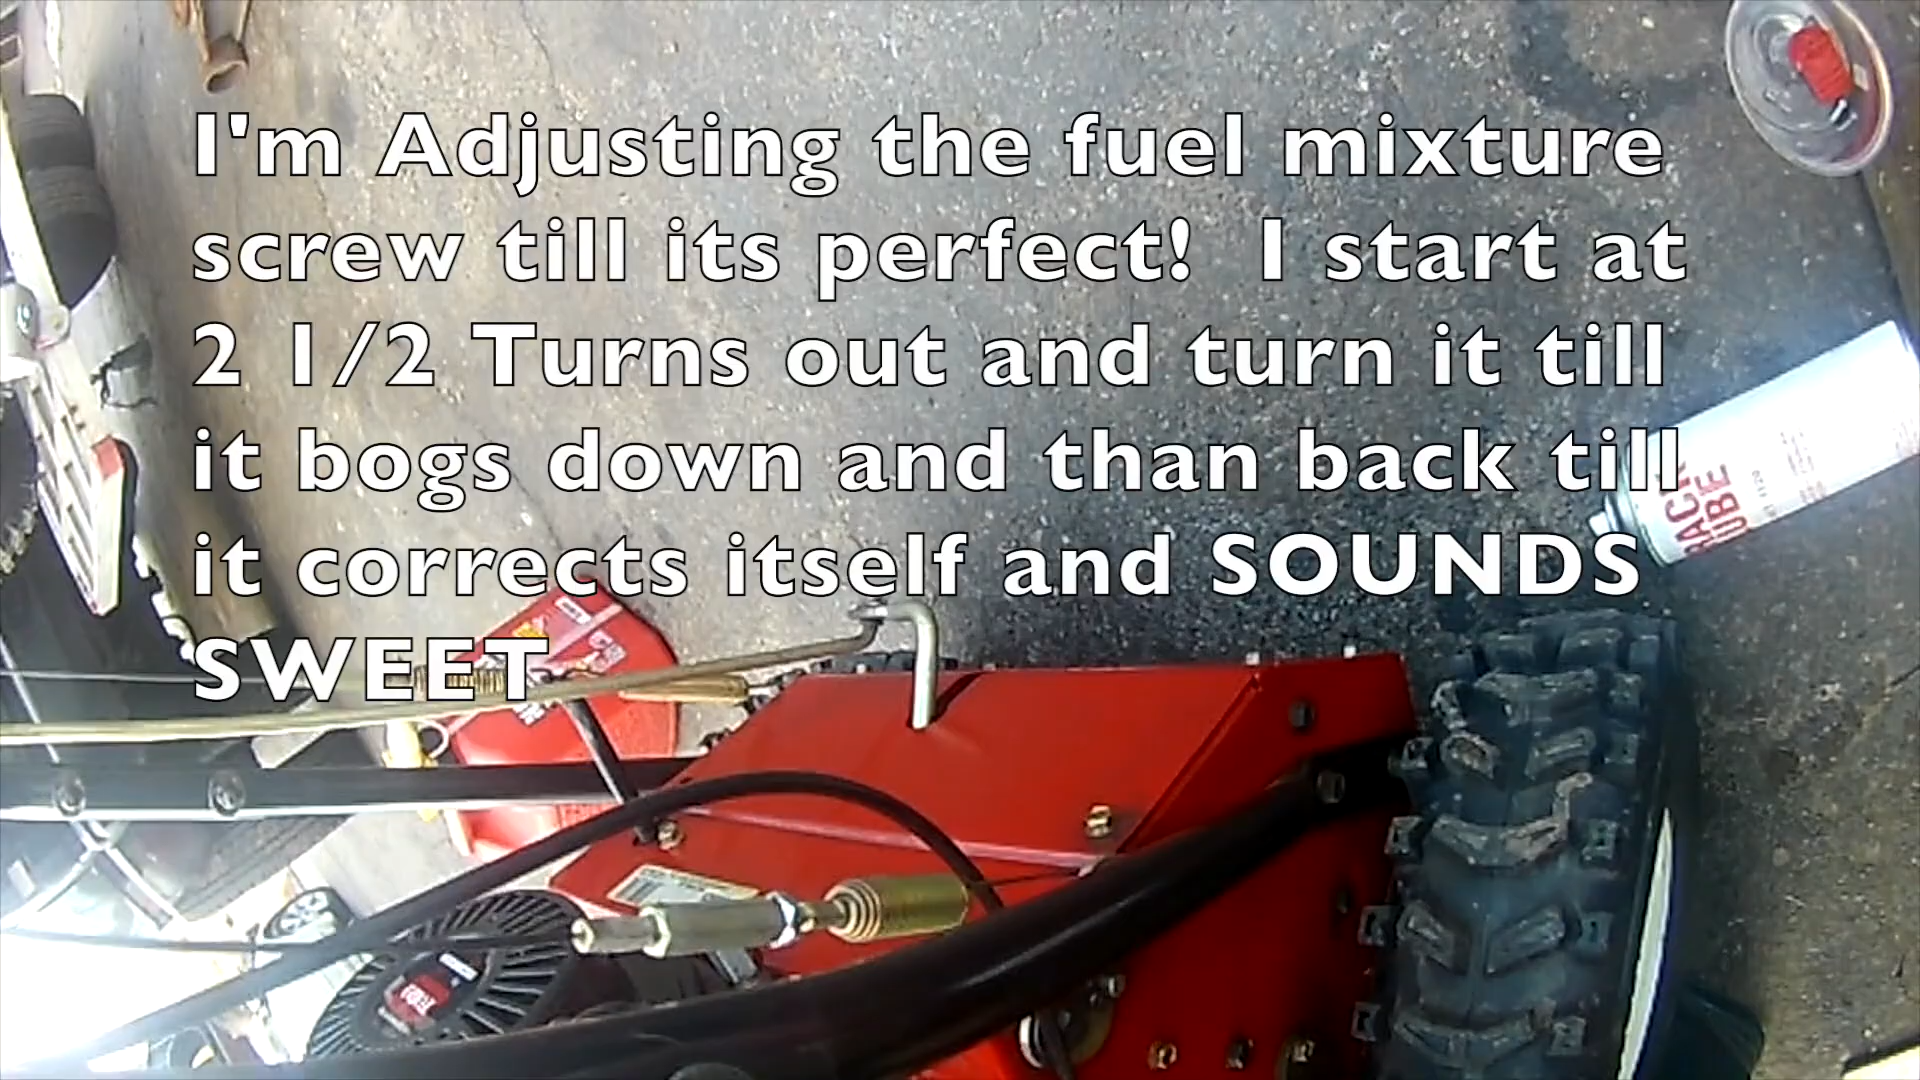 I'm Adjusting the fuel mixture
screw till its perfect!  I start at
2 1/2 Turns out and turn it till
it bogs down and than back till
it corrects itself and SOUNDS
SWEET